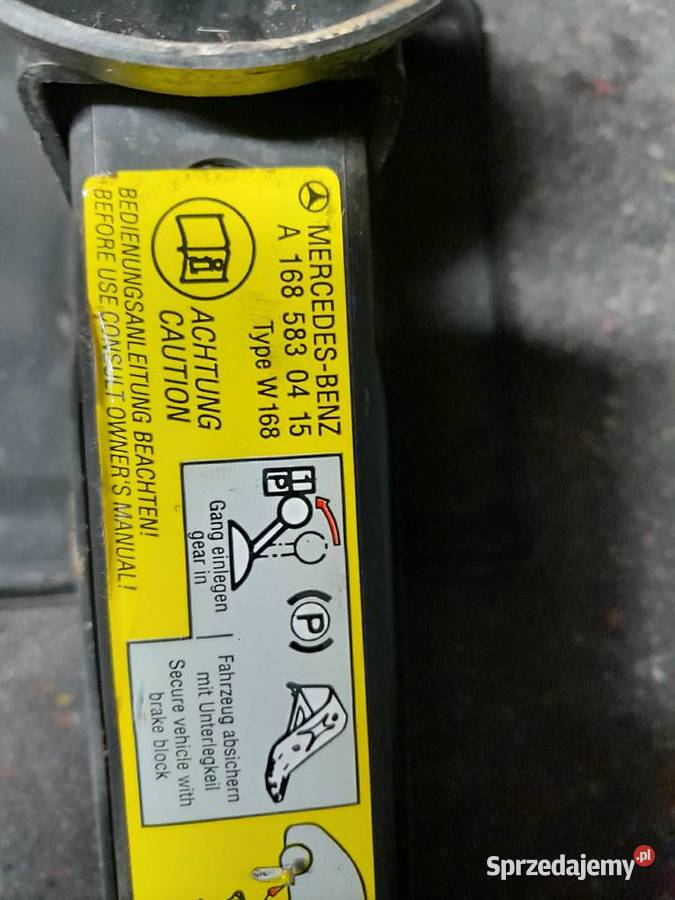 MERCEDES-BENZ
A 168 583 04 15
Type W 168
ACHTUNG
CAUTION
BEDIENUNGSANLEITUNG BEACHTEN!
BEFORE USE, CONSULT OWNER'S MANUAL!
1
P
Gang einlegen
gear in
(P)
Fahrzeug absichern
mit Unterlegkeil
Secure vehicle with
brake block
Sprzedajemy.pl